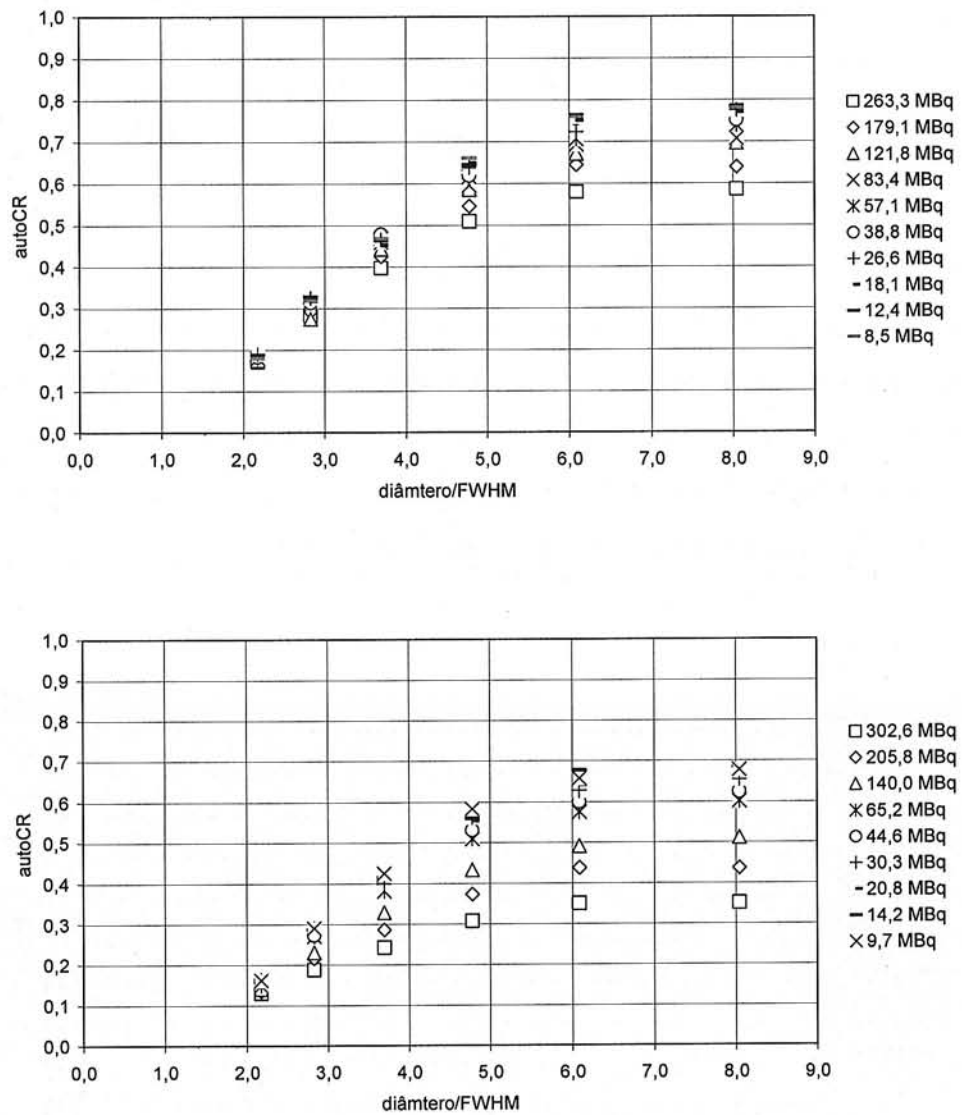 1,0
0,9
0,8
0,7
0,6
0,5
0,4
0,3
0,2
0,1
0,0
autoCR
0,0 1,0 2,0 3,0 4,0 5,0 6,0 7,0 8,0 9,0
diâmtero/FWHM
263,3 MBq
179,1 MBq
121,8 MBq
83,4 MBq
57,1 MBq
38,8 MBq
26,6 MBq
18,1 MBq
12,4 MBq
8,5 MBq
1,0
0,9
0,8
0,7
0,6
0,5
0,4
0,3
0,2
0,1
0,0
autoCR
0,0 1,0 2,0 3,0 4,0 5,0 6,0 7,0 8,0 9,0
diâmtero/FWHM
302,6 MBq
205,8 MBq
140,0 MBq
65,2 MBq
44,6 MBq
30,3 MBq
20,8 MBq
14,2 MBq
9,7 MBq